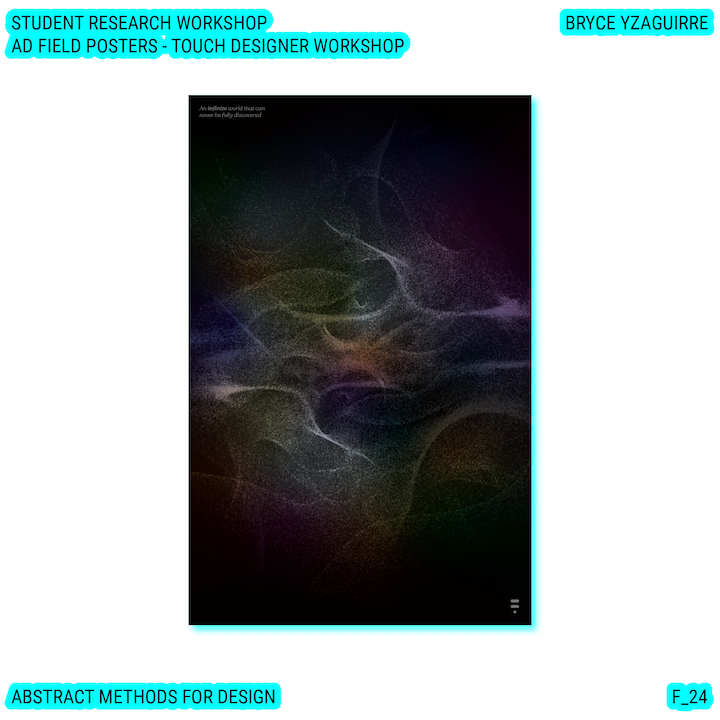 STUDENT RESEARCH WORKSHOP
AD FIELD POSTERS - TOUCH DESIGNER WORKSHOP
BRYCE YZAGUIRRE
An infinite world that can
never be fully discovered
ABSTRACT METHODS FOR DESIGN
F_24